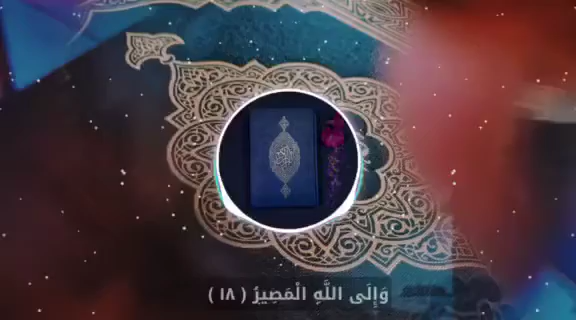 وَإِلَى اللَّهِ الْمَصِيرُ ( ١٨ )